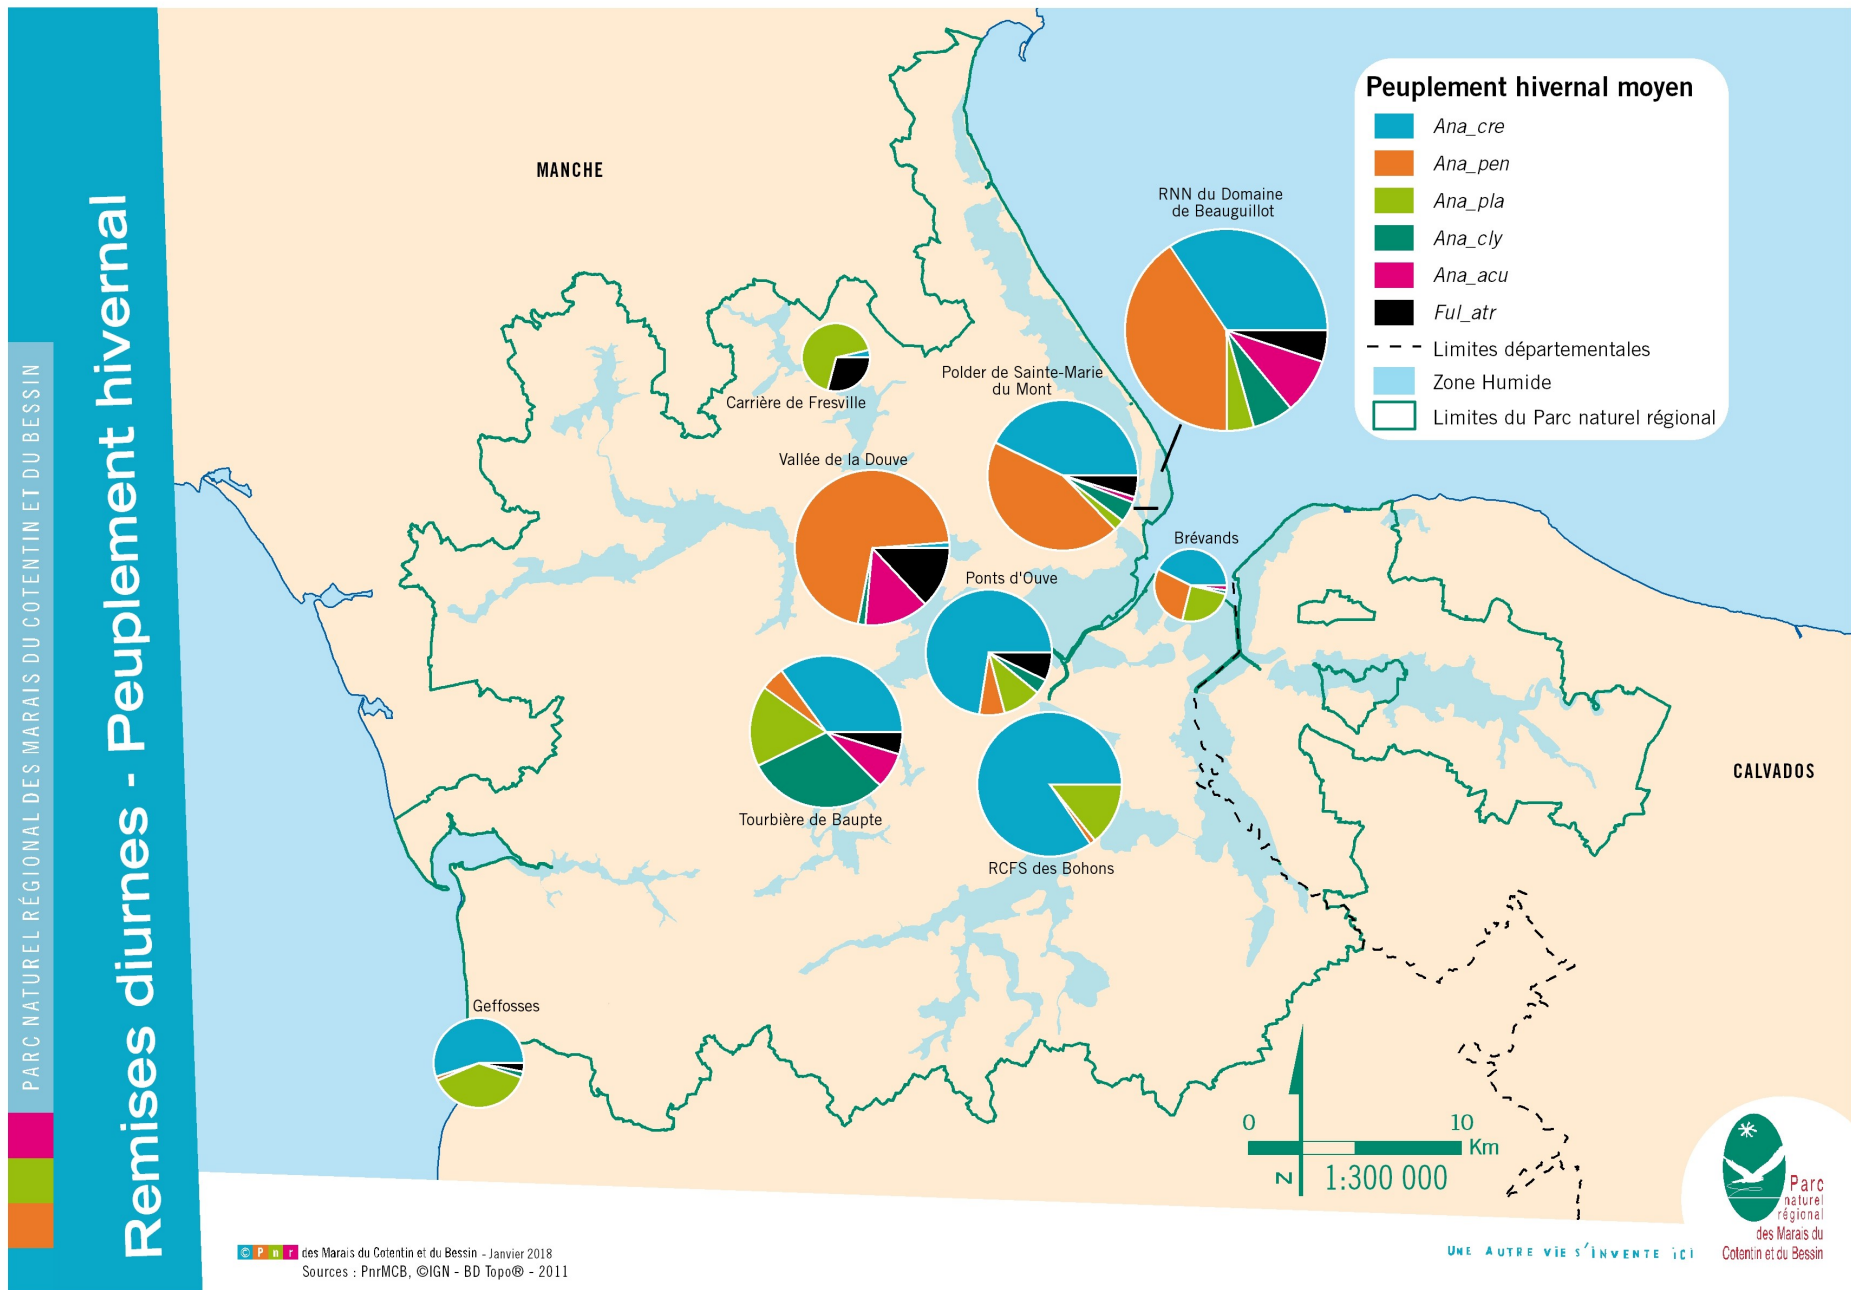 PARC NATUREL RÉGIONAL DES MARAIS DU COTENTIN ET DU BESSIN
Remises diurnes - Peuplement hivernal
MANCHE
RNN du Domaine
de Beauguillot
Polder de Sainte-Marie
du Mont
Carrière de Fresville
Vallée de la Douve
Brévands
Ponts d'Ouve
Tourbière de Baupte
RCFS des Bohons
CALVADOS
Geffosses
Peuplement hivernal moyen
Ana_cre
Ana_pen
Ana_pla
Ana_cly
Ana_acu
Ful_atr
Limites départementales
Zone Humide
Limites du Parc naturel régional
0 10
Km
N
1:300 000
© P n r des Marais du Cotentin et du Bessin - Janvier 2018
Sources : PnrMCB, ©IGN - BD Topo® - 2011
UNE AUTRE VIE S'INVENTE ICI
Parc
naturel
régional
des Marais du
Cotentin et du Bessin